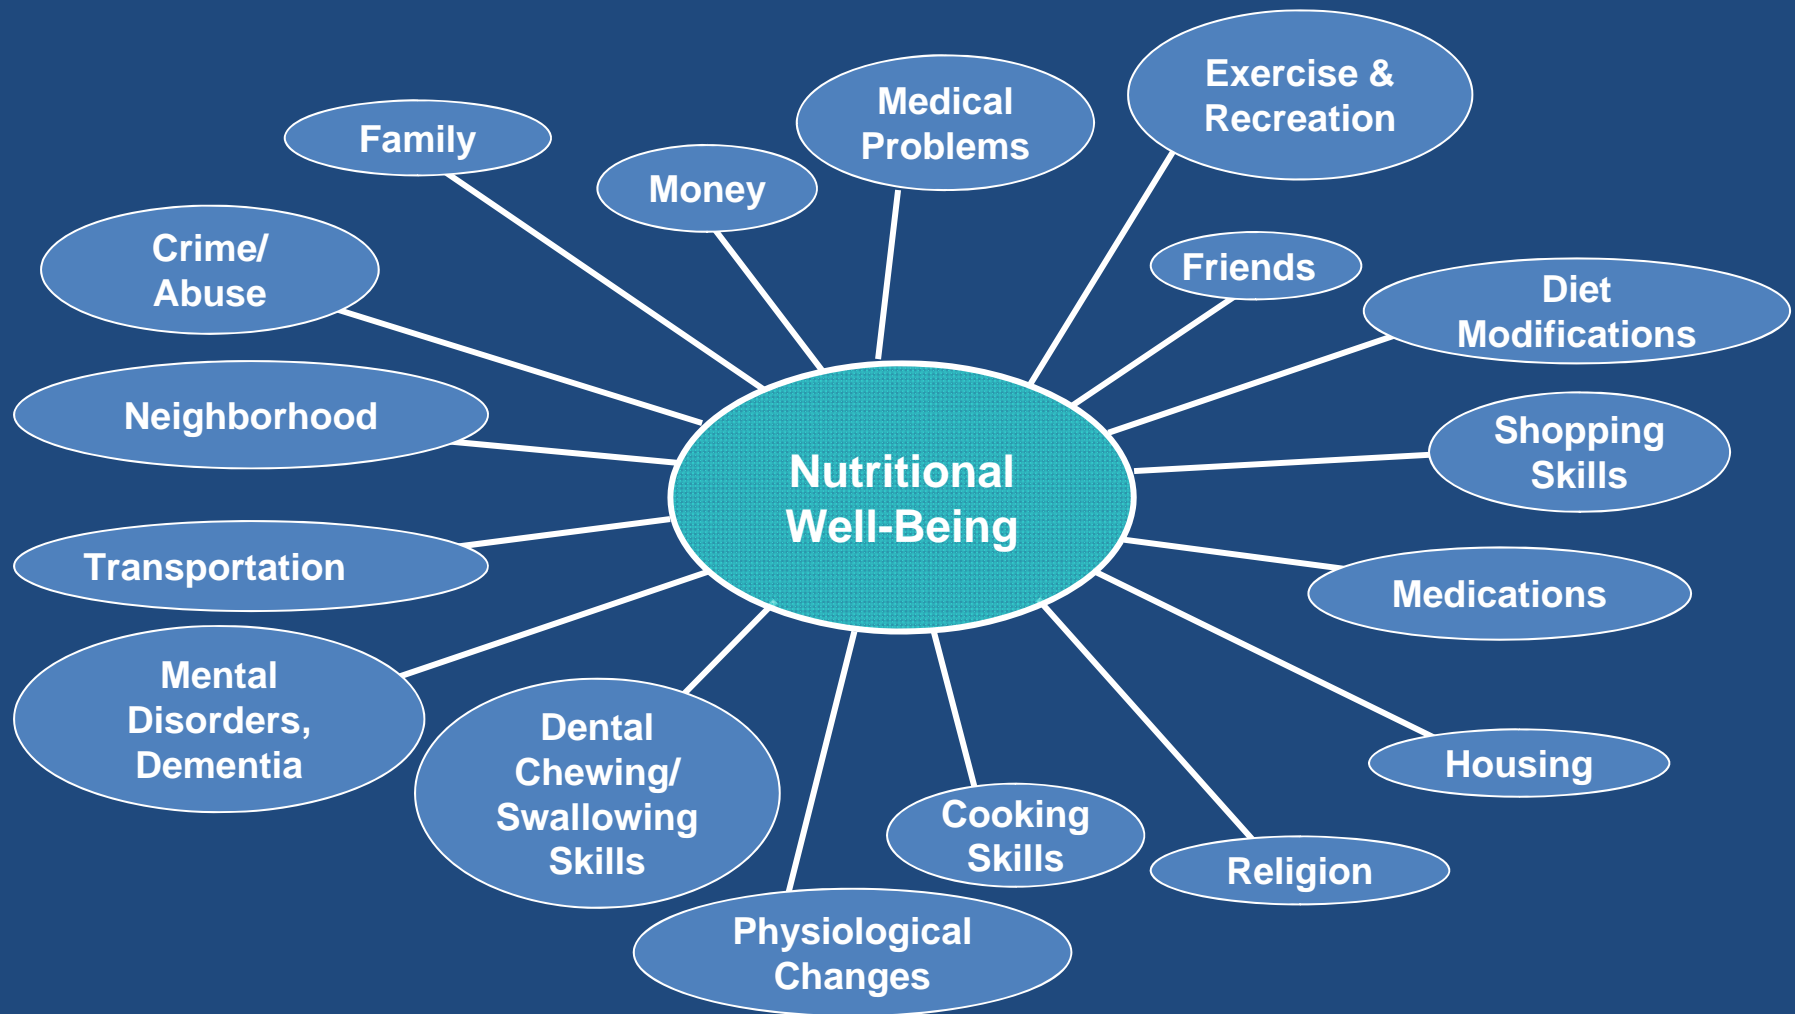 Exercise &
Recreation
Medical
Problems
Family
Money
Crime/
Abuse
Friends
Diet
Modifications
Neighborhood
Shopping
Skills
Nutritional
Well-Being
Transportation
Medications
Mental
Disorders,
Dementia
Dental
Chewing/
Swallowing
Skills
Housing
Cooking
Skills
Religion
Physiological
Changes